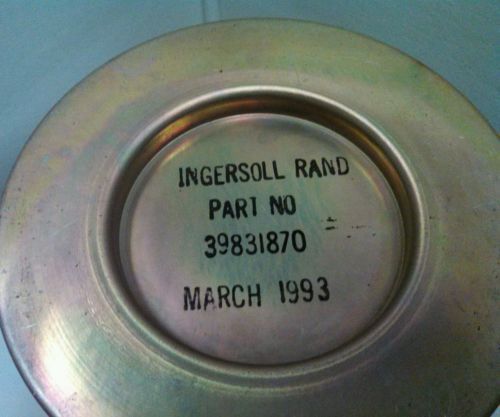 INGERSOLL RAND
PART NO
39831870
MARCH 1993